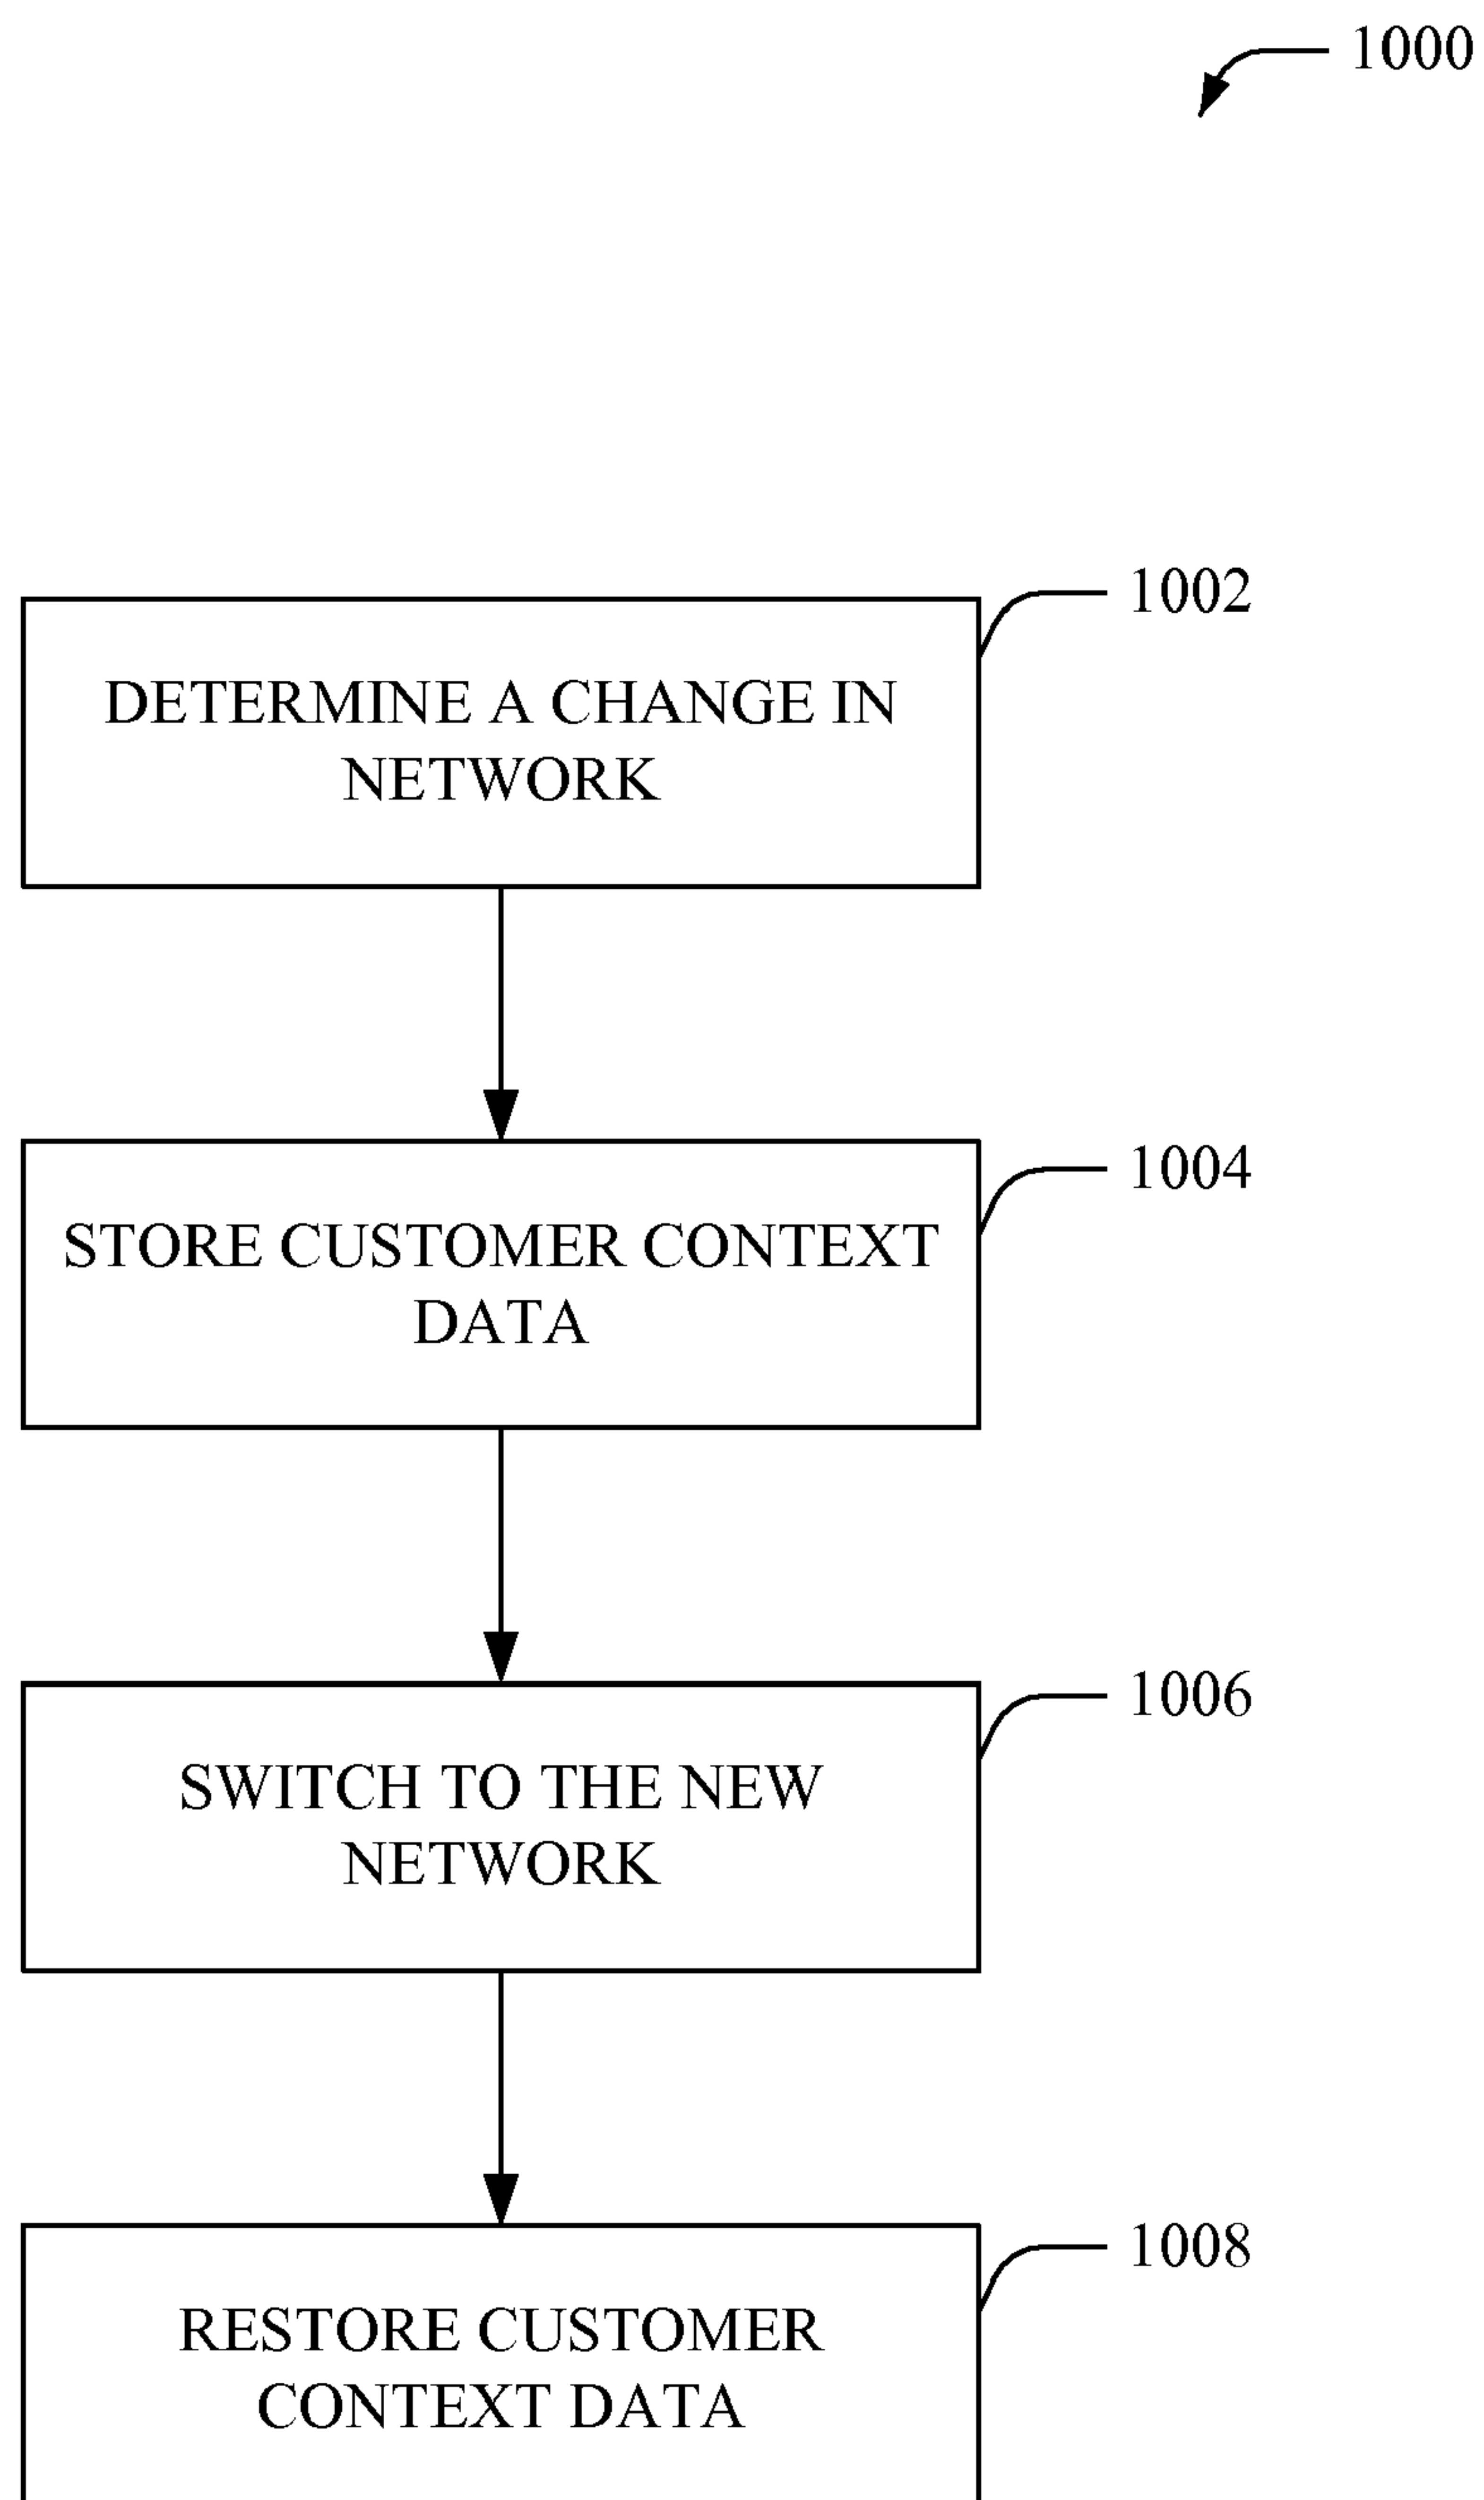 1000
1002
DETERMINE A CHANGE IN
NETWORK
1004
STORE CUSTOMER CONTEXT
DATA
1006
SWITCH TO THE NEW
NETWORK
1008
RESTORE CUSTOMER
CONTEXT DATA